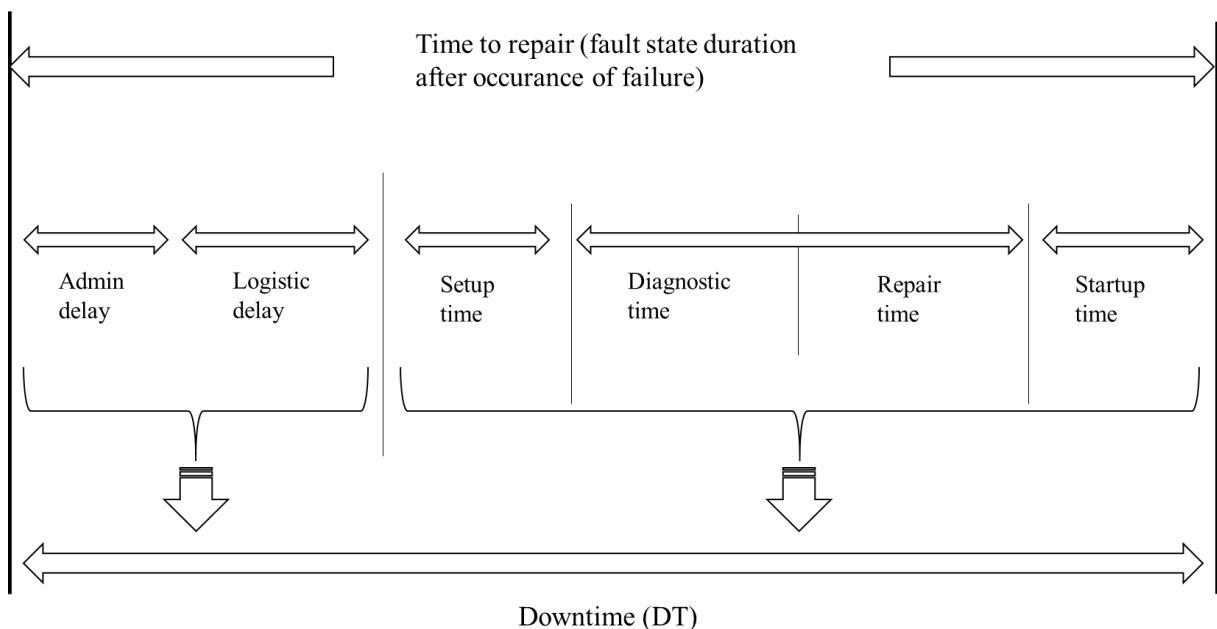 Time to repair (fault state duration
after occurance of failure)
Admin
delay
Logistic
delay
Setup
time
Diagnostic
time
Repair
time
Startup
time
Downtime (DT)